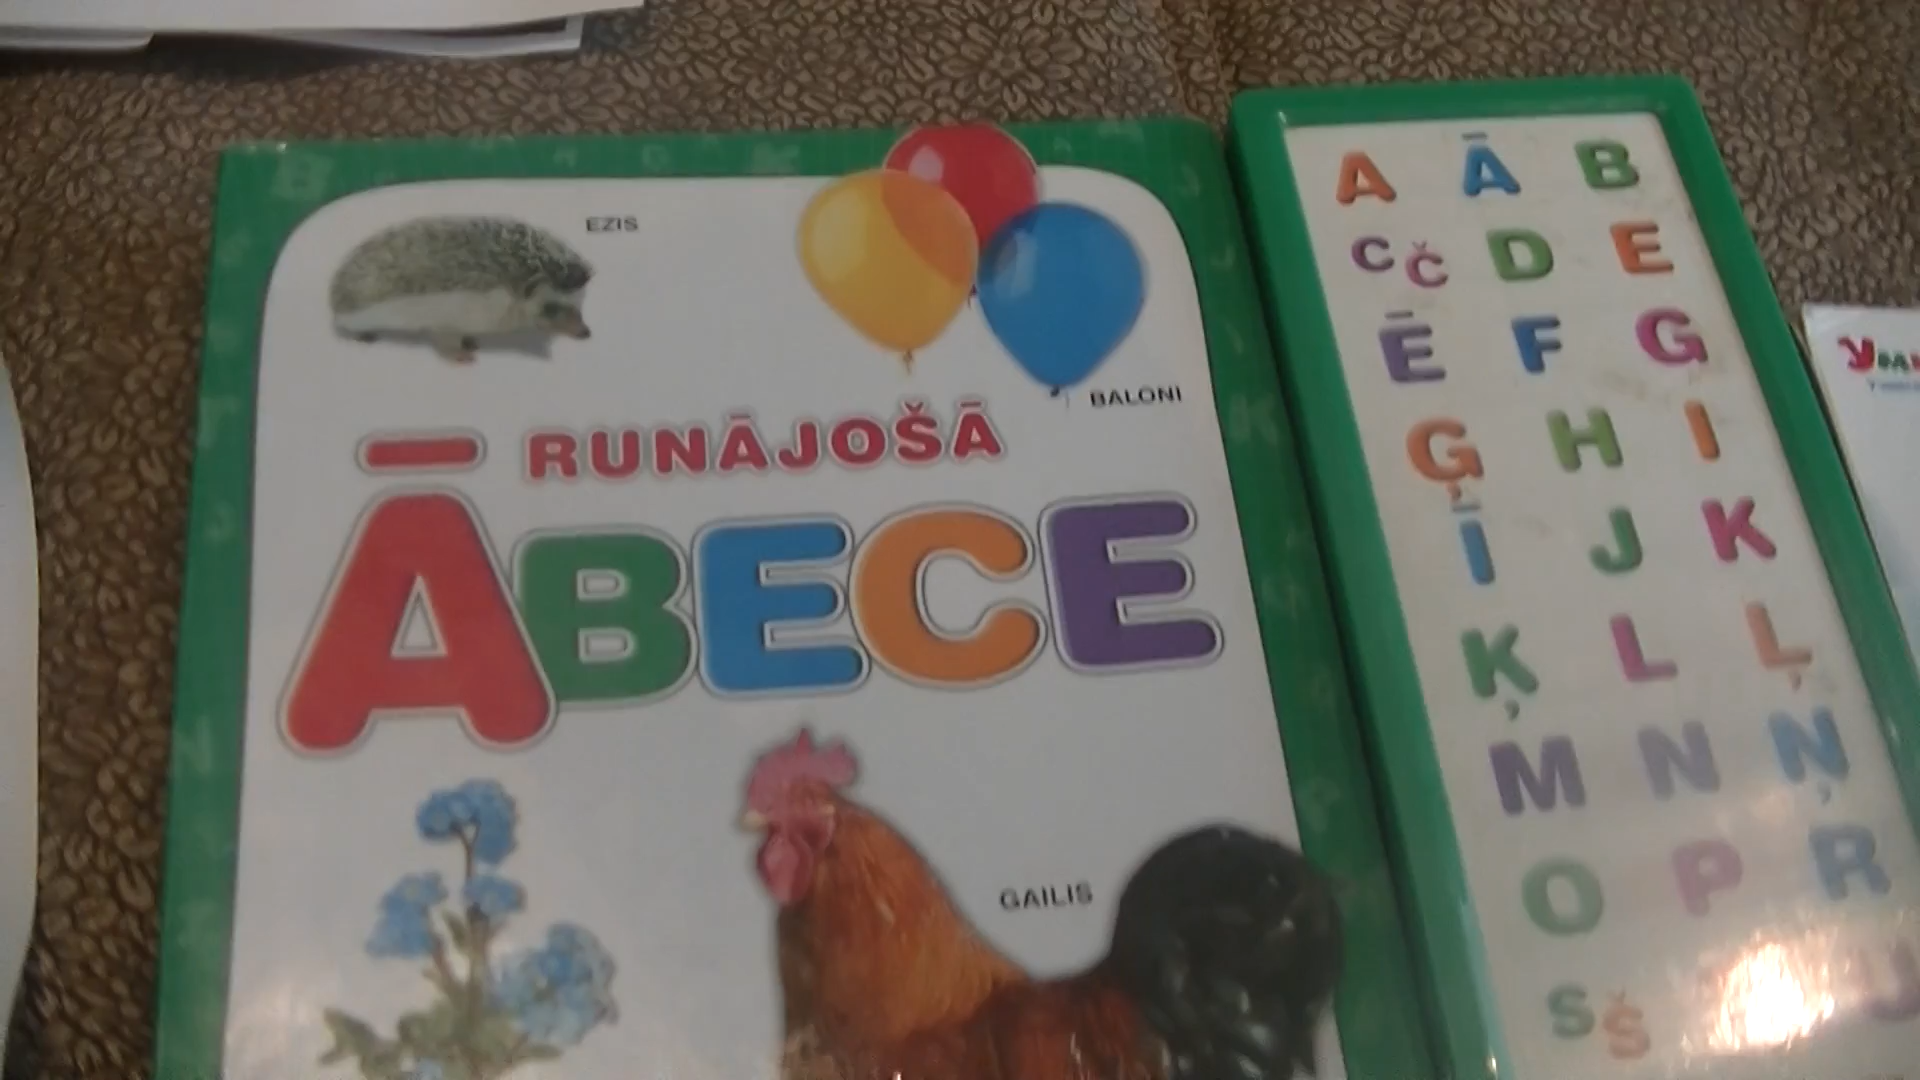 EZIS
BALONI
RUNĀJOŠĀ
ĀBECE
GAILIS
A Ā B
C Č D E
Ē F G
Ģ H I
Ī J K
Ķ L Ļ
M N Ņ
O P R
S Š